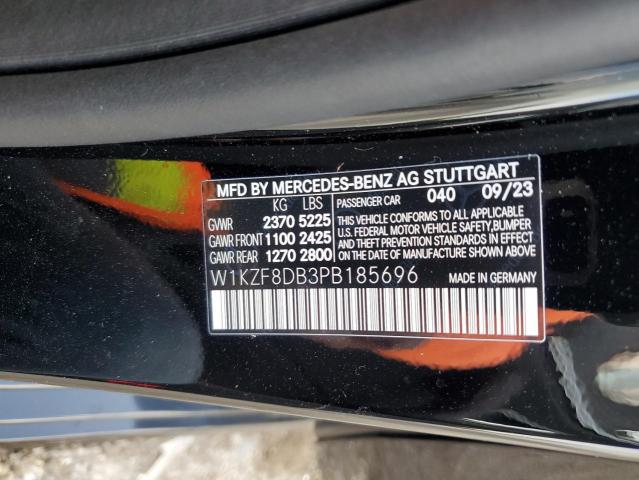 MFD BY MERCEDES-BENZ AG STUTTGART
KG LBS
GVWR 2370 5225
GAWR FRONT 1100 2425
GAWR REAR 1270 2800
PASSENGER CAR 040 09/23
THIS VEHICLE CONFORMS TO ALL APPLICABLE
U.S. FEDERAL MOTOR VEHICLE SAFETY, BUMPER
AND THEFT PREVENTION STANDARDS IN EFFECT
ON THE DATE OF MANUFACTURE SHOWN ABOVE.
W1KZF8DB3PB185696 MADE IN GERMANY